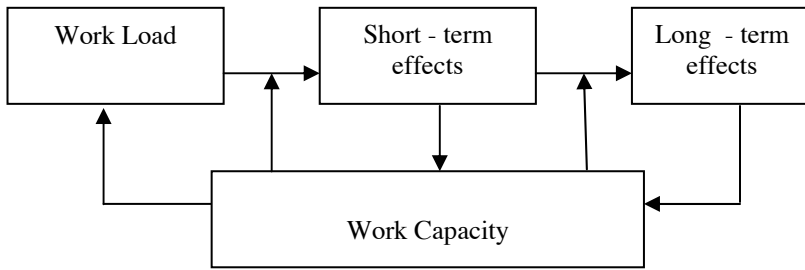 Work Load
Short - term
effects
Long - term
effects
Work Capacity